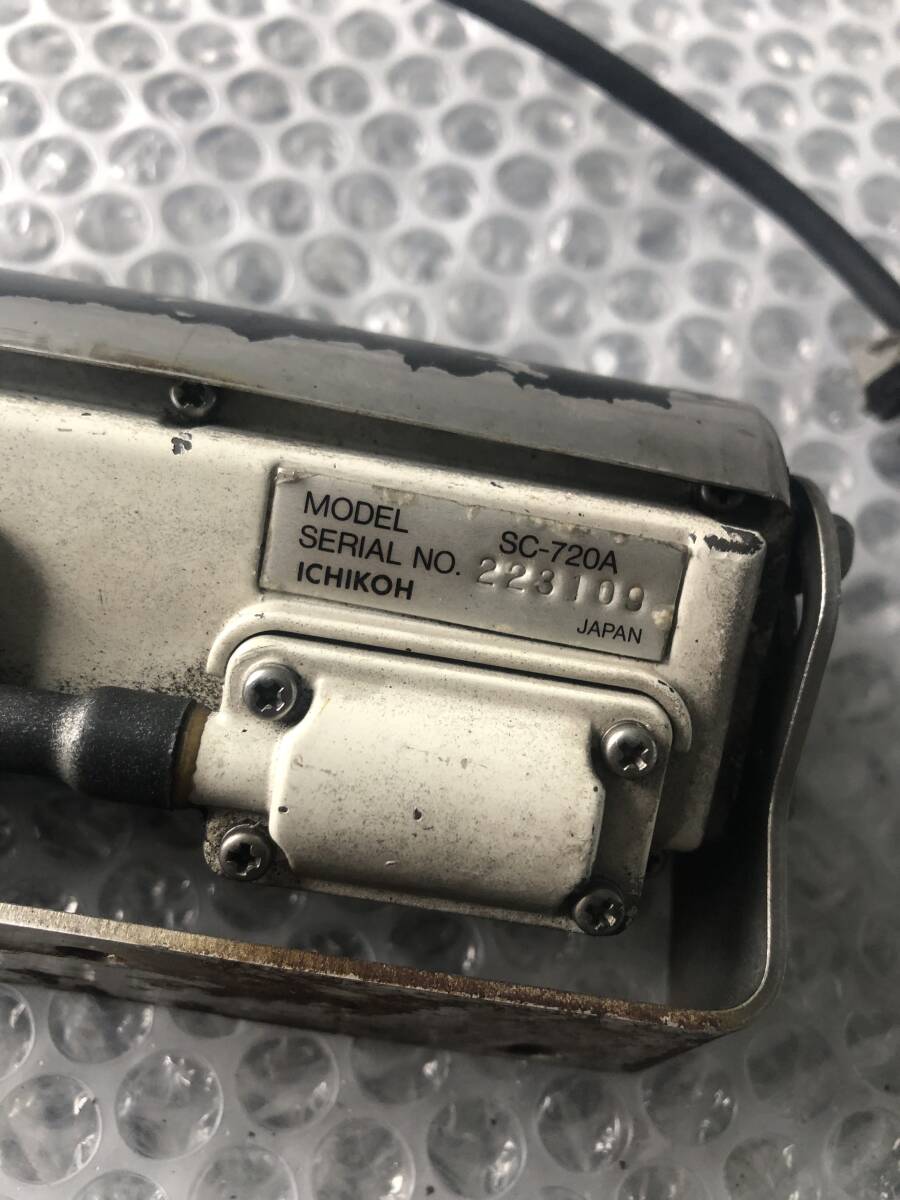 MODEL SC-720A
SERIAL NO. 223109
ICHIKOH
JAPAN